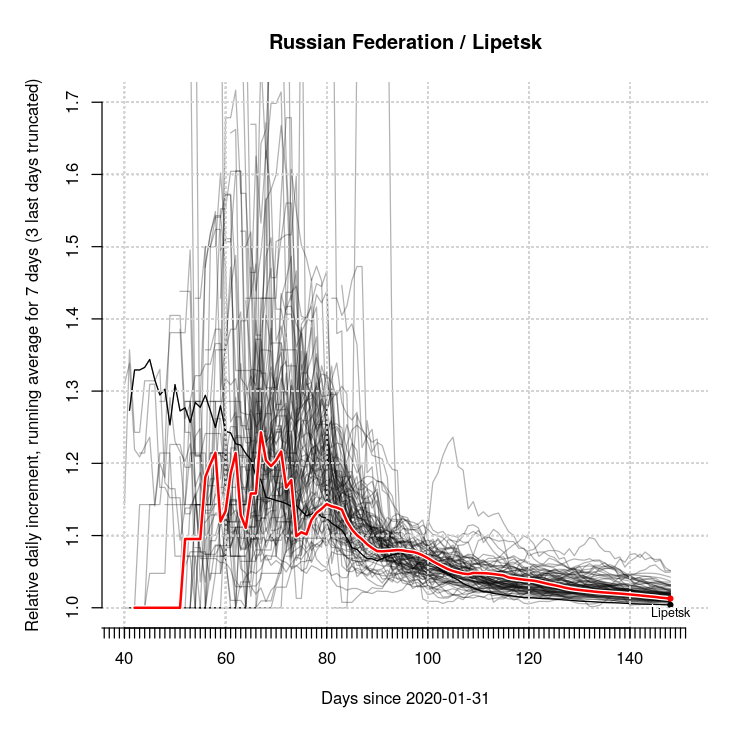 Russian Federation / Lipetsk
Relative daily increment, running average for 7 days (3 last days truncated)
1.7
1.6
1.5
1.4
1.3
1.2
1.1
1.0
Lipetsk
40 60 80 100 120 140
Days since 2020-01-31